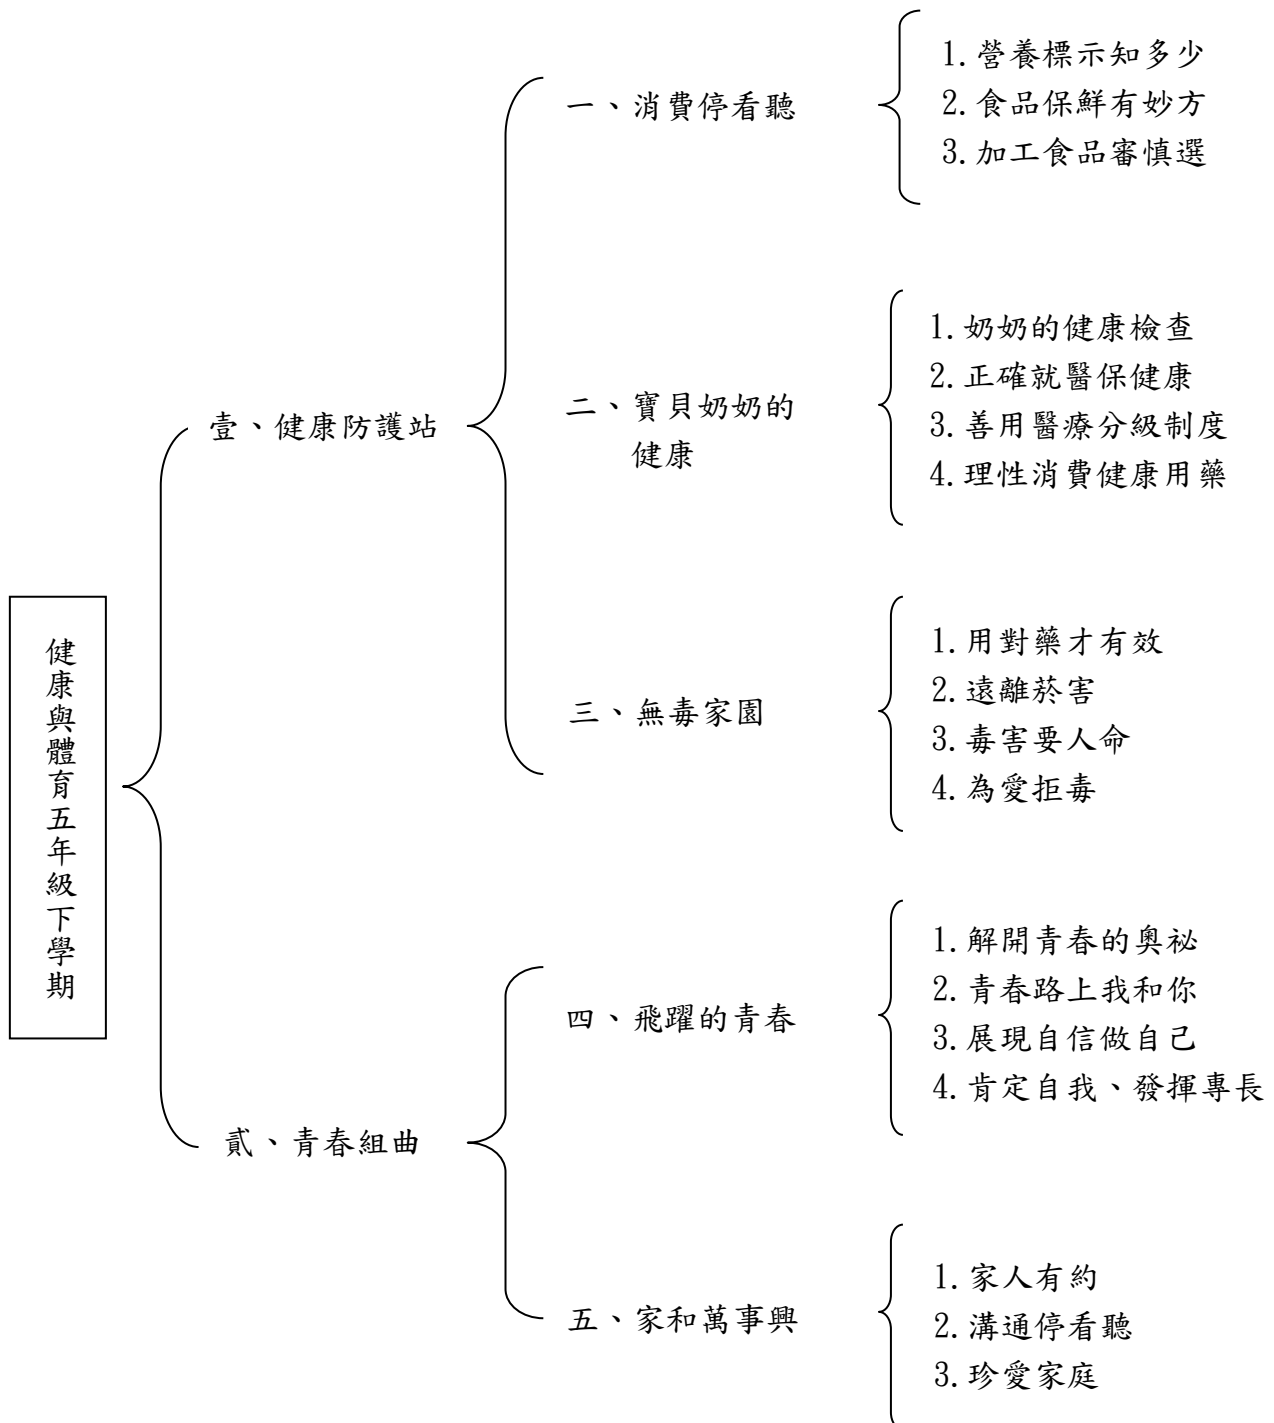 健康與體育五年級下學期
壹、健康防護站
一、消費停看聽
1.營養標示知多少
2.食品保鮮有妙方
3.加工食品審慎選
二、寶貝奶奶的
健康
1.奶奶的健康檢查
2.正確就醫保健康
3.善用醫療分級制度
4.理性消費健康用藥
三、無毒家園
1.用對藥才有效
2.遠離菸害
3.毒害要人命
4.為愛拒毒
貳、青春組曲
四、飛躍的青春
1.解開青春的奧祕
2.青春路上我和你
3.展現自信做自己
4.肯定自我、發揮專長
五、家和萬事興
1.家人有約
2.溝通停看聽
3.珍愛家庭